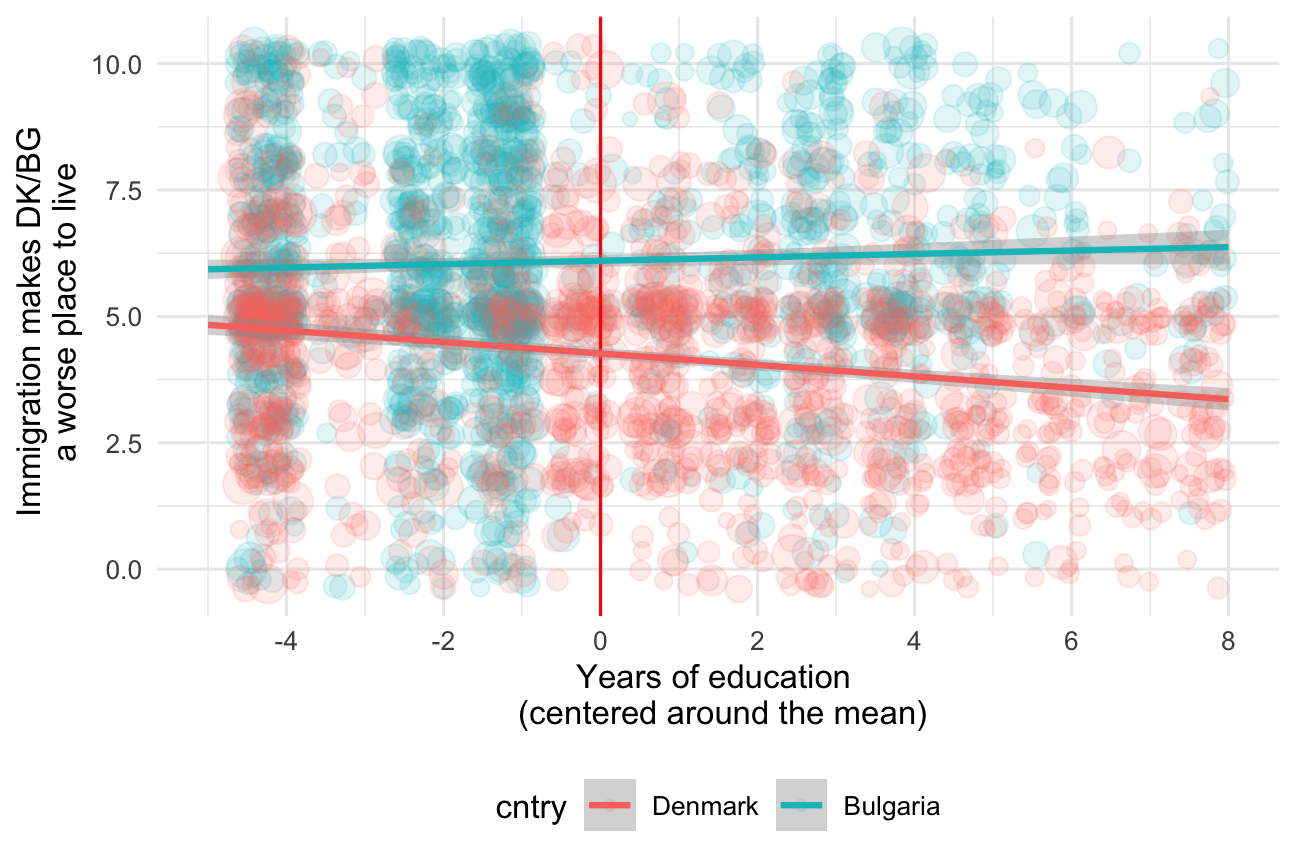 Immigration makes DK/BG
a worse place to live
10.0
7.5
5.0
2.5
0.0
-4
-2
0
2
4
6
8
Years of education
(centered around the mean)
cntry
Denmark
Bulgaria